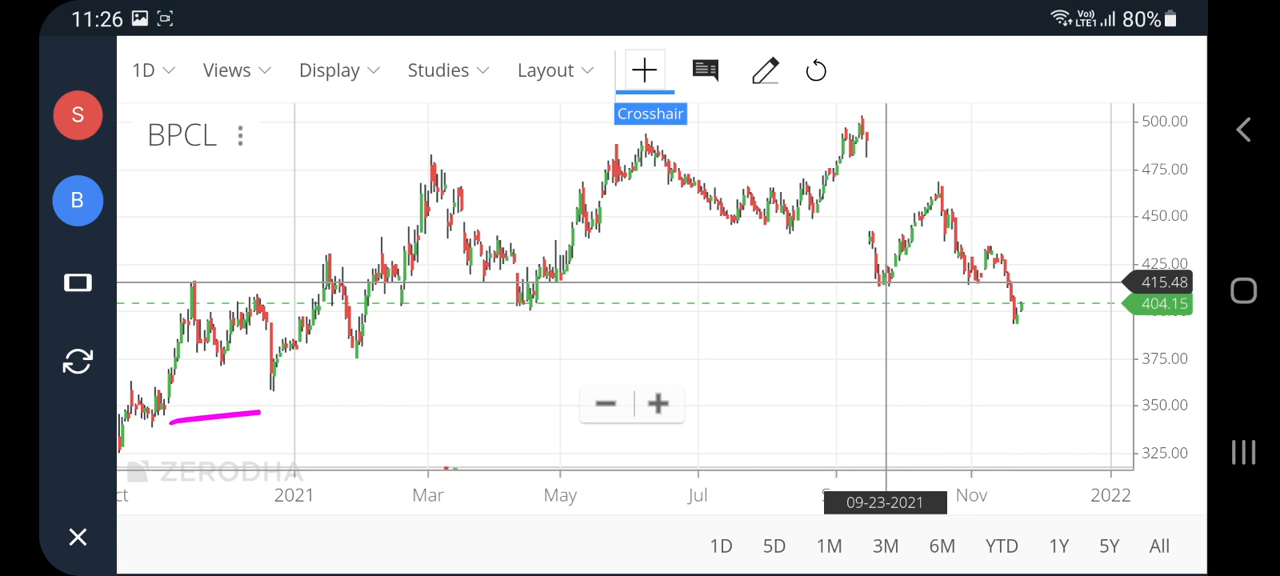 11:26 Vo)) LTE1 80%
1D Views Display Studies Layout
S
Crosshair
BPCL
B
500.00
475.00
450.00
425.00
415.48
404.15
375.00
350.00
325.00
ZERODHA
2021 Mar May Jul Nov 2022
09-23-2021
1D 5D 1M 3M 6M YTD 1Y 5Y All